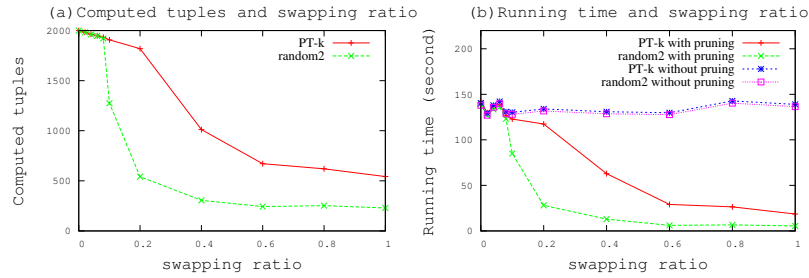 (a)Computed tuples and swapping ratio
PT-k
random2
2000
1500
1000
500
0
0 0.2 0.4 0.6 0.8 1
Computed tuples
swapping ratio
(b)Running time and swapping ratio
PT-k with pruning
random2 with pruning
PT-k without pruing
random2 without pruning
200
150
100
50
0
0 0.2 0.4 0.6 0.8 1
Running time (second)
swapping ratio